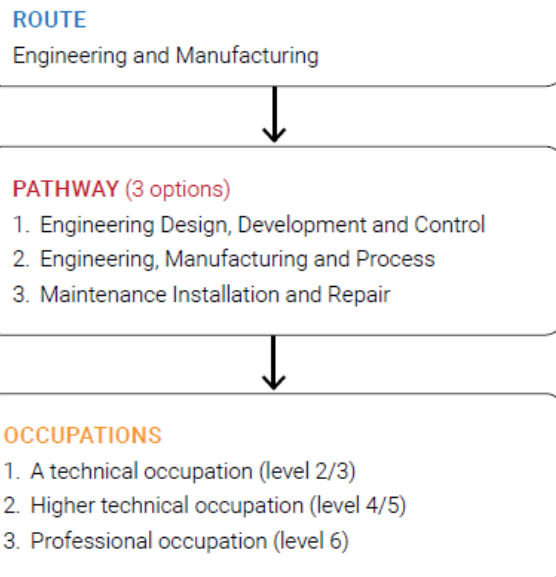 ROUTE
Engineering and Manufacturing
PATHWAY (3 options)
1. Engineering Design, Development and Control
2. Engineering, Manufacturing and Process
3. Maintenance Installation and Repair
OCCUPATIONS
1. A technical occupation (level 2/3)
2. Higher technical occupation (level 4/5)
3. Professional occupation (level 6)